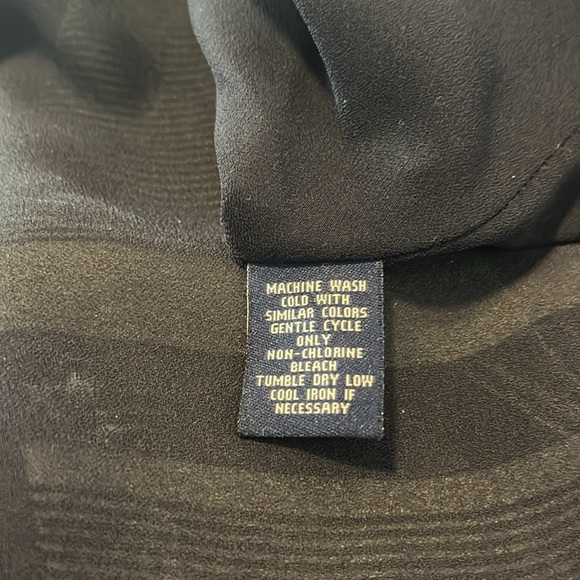 MACHINE WASH
COLD WITH
SIMILAR COLORS
GENTLE CYCLE
ONLY
NON-CHLORINE
BLEACH
TUMBLE DRY LOW
COOL IRON IF
NECESSARY